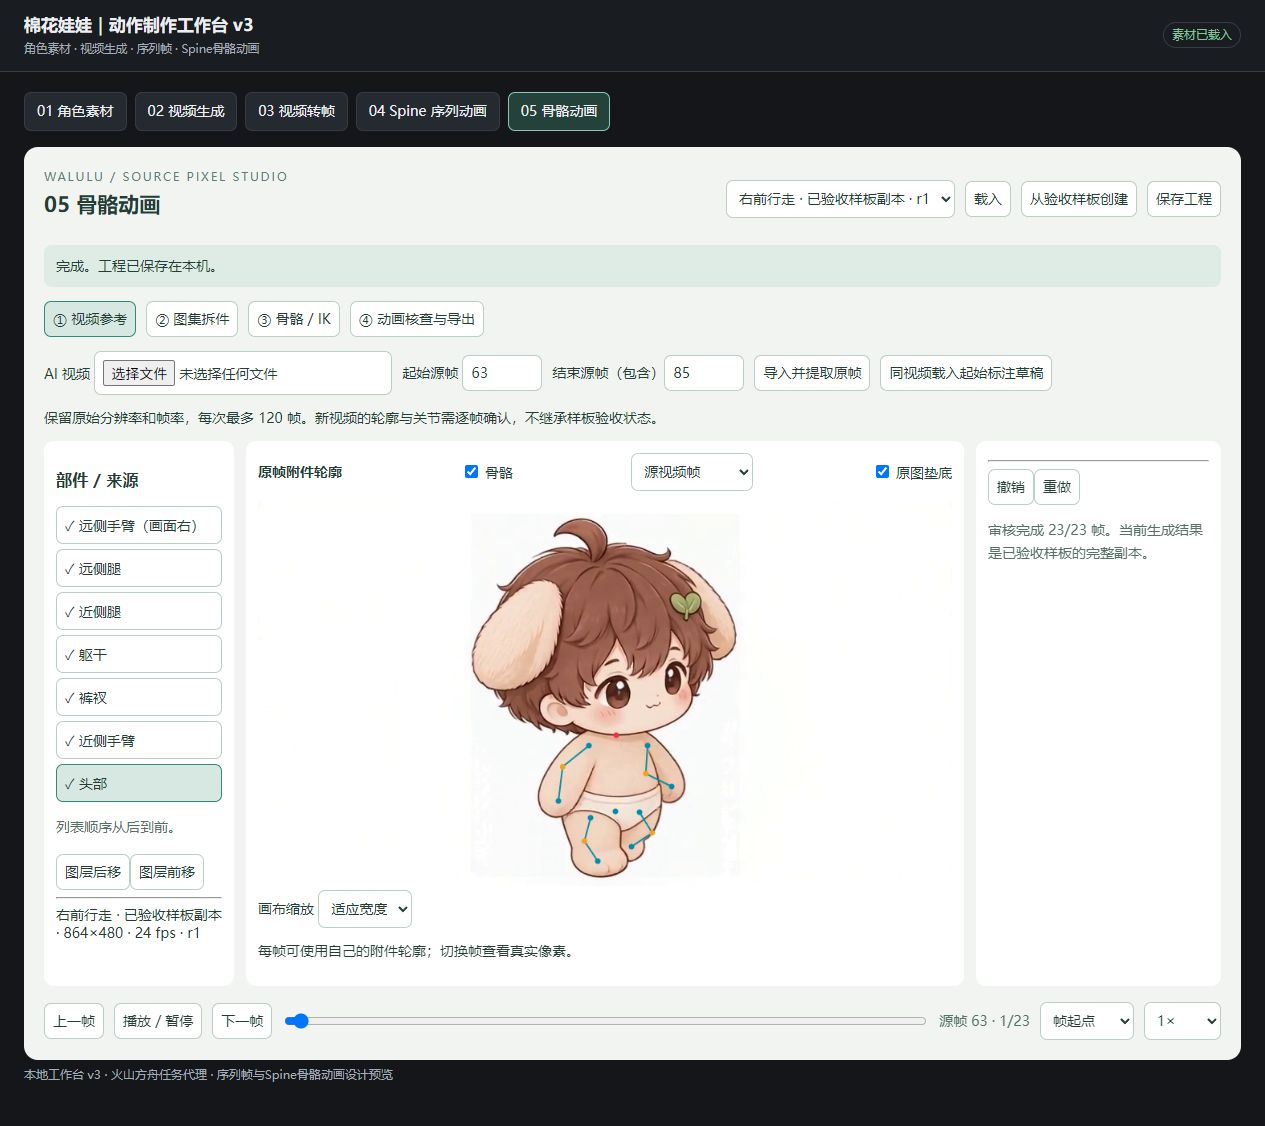 棉花娃娃 | 动作制作工作台 v3
角色素材 · 视频生成 · 序列帧 · Spine骨骼动画
素材已载入
01 角色素材
02 视频生成
03 视频转帧
04 Spine 序列动画
05 骨骼动画
WALULU / SOURCE PIXEL STUDIO
05 骨骼动画
右前行走 · 已验收样板副本 · r1
载入
从验收样板创建
保存工程
完成。工程已保存在本机。
① 视频参考
② 图集拆件
③ 骨骼 / IK
④ 动画核查与导出
AI 视频 选择文件 未选择任何文件
起始源帧 63
结束源帧（包含） 85
导入并提取原帧
同视频载入起始标注草稿
保留原始分辨率和帧率，每次最多 120 帧。新视频的轮廓与关节需逐帧确认，不继承样板验收状态。
部件 / 来源
✓ 远侧手臂（画面右）
✓ 远侧腿
✓ 近侧腿
✓ 躯干
✓ 裤衩
✓ 近侧手臂
✓ 头部
列表顺序从后到前。
图层后移
图层前移
右前行走 · 已验收样板副本
· 864×480 · 24 fps · r1
原帧附件轮廓
骨骼
源视频帧
原图垫底
画布缩放 适应宽度
每帧可使用自己的附件轮廓；切换帧查看真实像素。
撤销
重做
审核完成 23/23 帧。当前生成结果
是已验收样板的完整副本。
上一帧
播放 / 暂停
下一帧
源帧 63 · 1/23
帧起点
1×
本地工作台 v3 · 火山方舟任务代理 · 序列帧与Spine骨骼动画设计预览